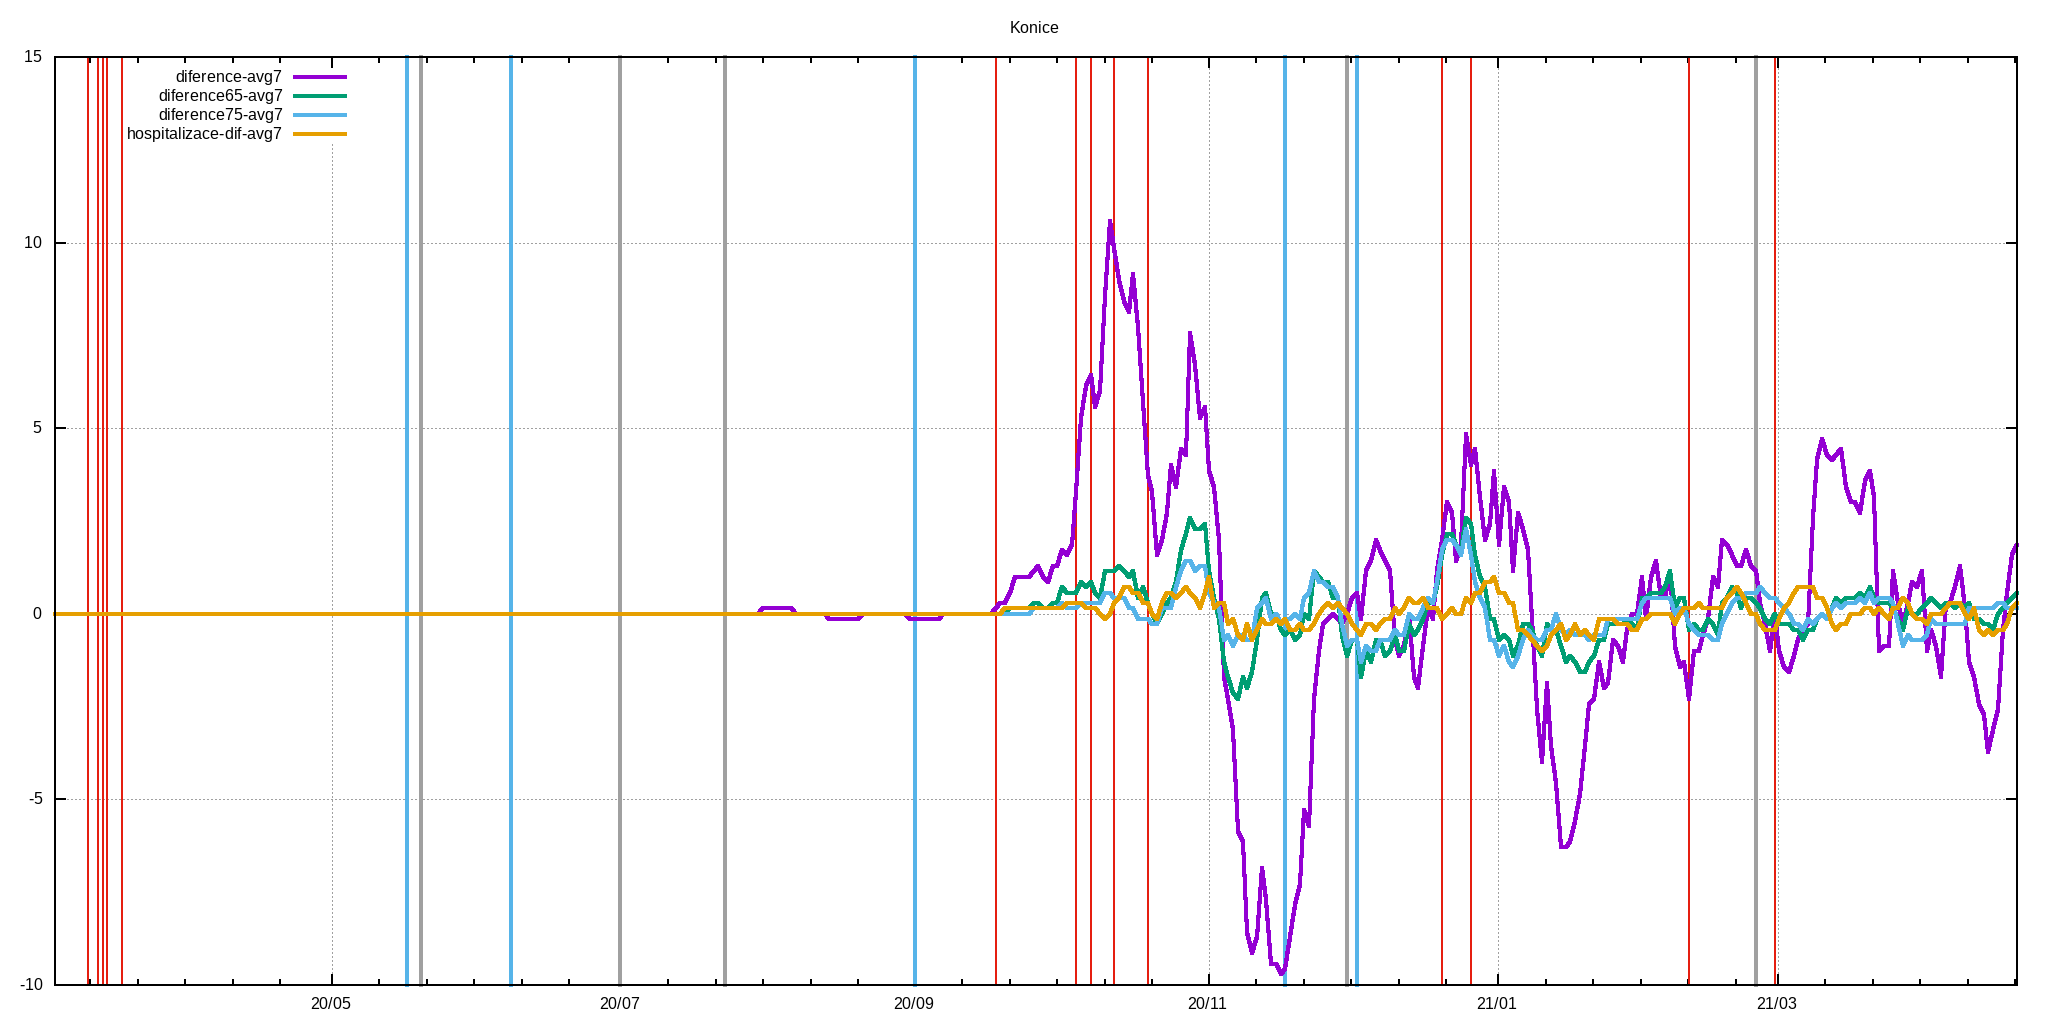 Konice
15
diference-avg7
diference65-avg7
diference75-avg7
hospitalizace-dif-avg7
10
5
0
-5
-10
20/05
20/07
20/09
20/11
21/01
21/03